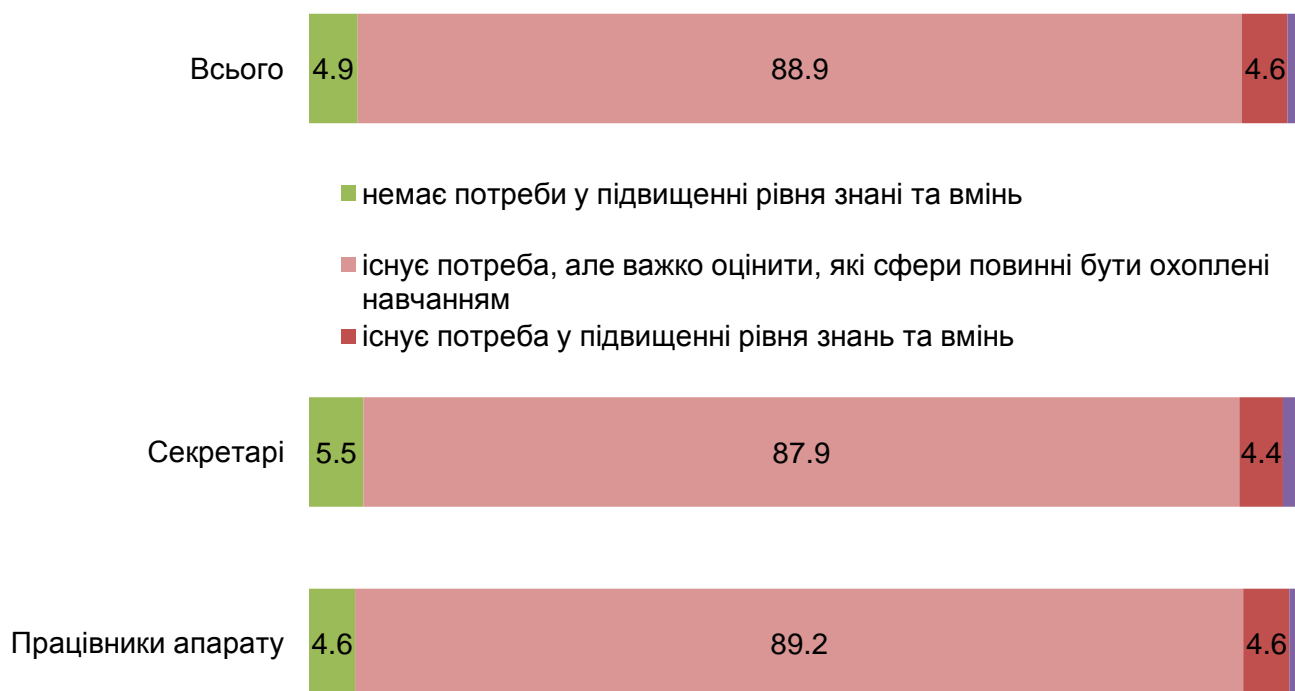 Всього 4.9 88.9 4.6
немає потреби у підвищенні рівня знані та вмінь
існує потреба, але важко оцінити, які сфери повинні бути охоплені
навчанням
існує потреба у підвищенні рівня знань та вмінь
Секретарі 5.5 87.9 4.4
Працівники апарату 4.6 89.2 4.6